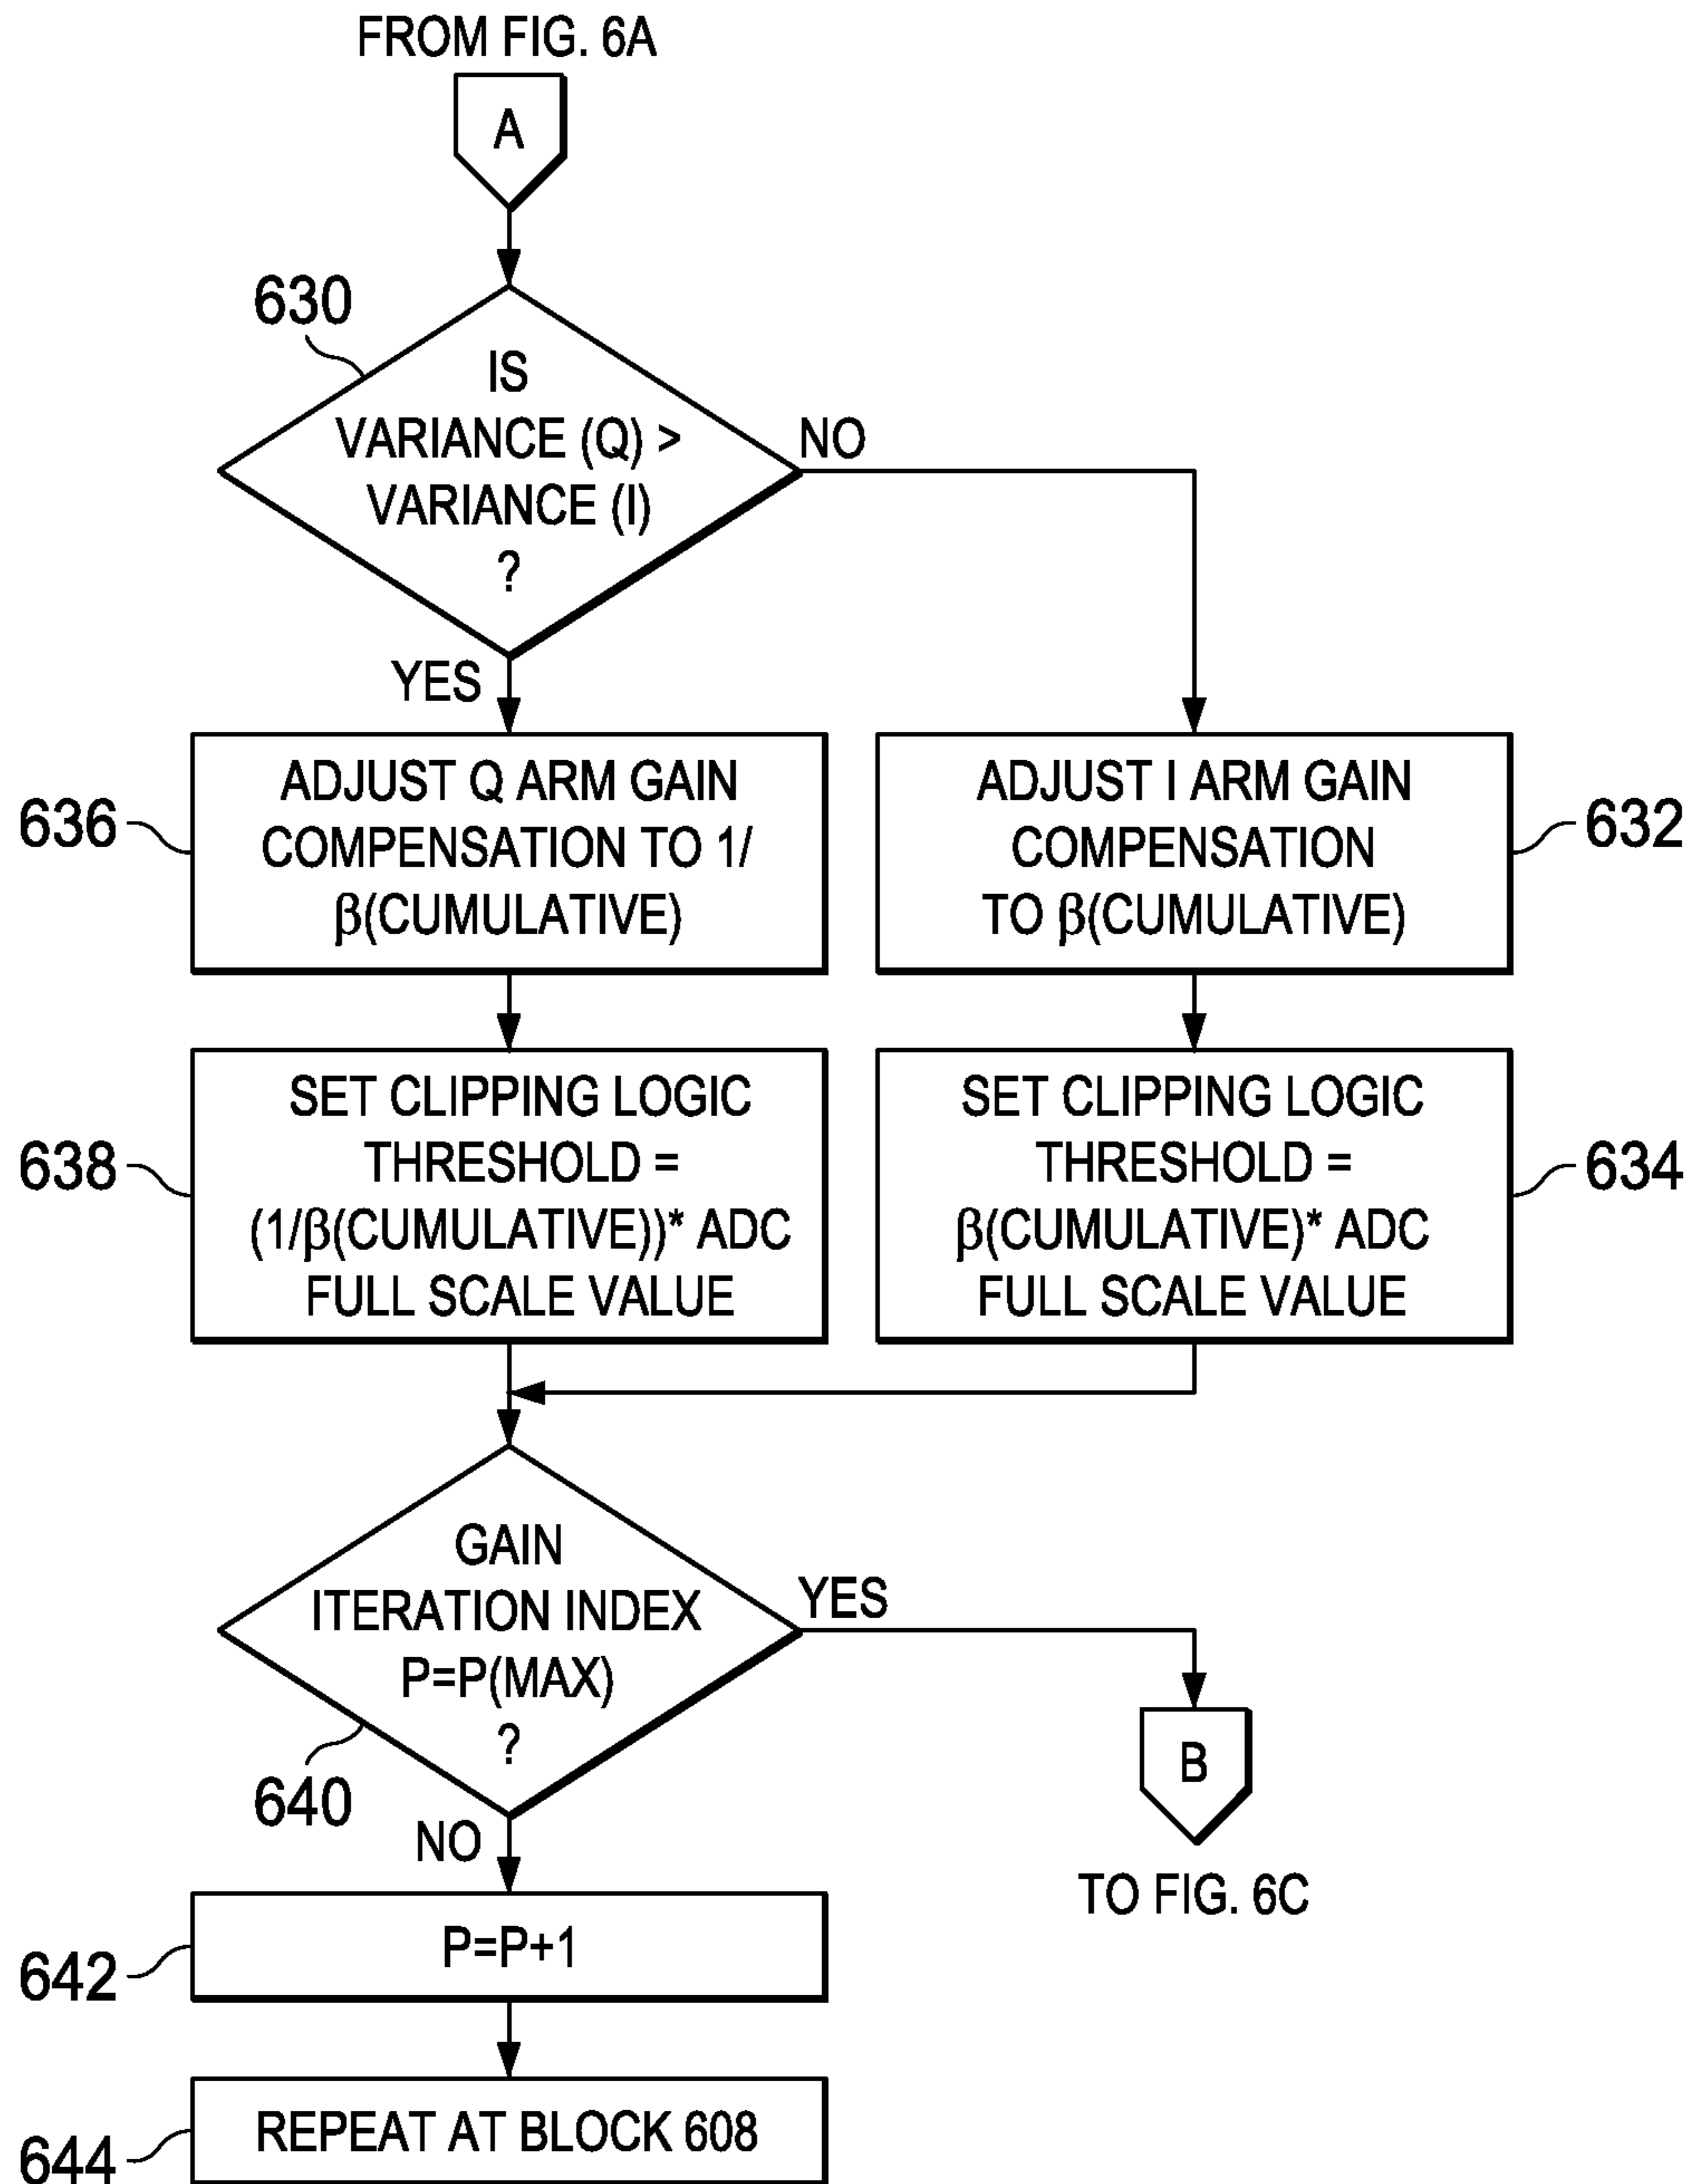 FROM FIG. 6A
A
630
IS
VARIANCE (Q) >
VARIANCE (I)
?
NO
YES
636
ADJUST Q ARM GAIN
COMPENSATION TO 1/
β(CUMULATIVE)
ADJUST I ARM GAIN
COMPENSATION
TO β(CUMULATIVE)
632
638
SET CLIPPING LOGIC
THRESHOLD =
(1/β(CUMULATIVE))* ADC
FULL SCALE VALUE
SET CLIPPING LOGIC
THRESHOLD =
β(CUMULATIVE)* ADC
FULL SCALE VALUE
634
GAIN
ITERATION INDEX
P=P(MAX)
?
640
YES
B
TO FIG. 6C
NO
642
P=P+1
644
REPEAT AT BLOCK 608